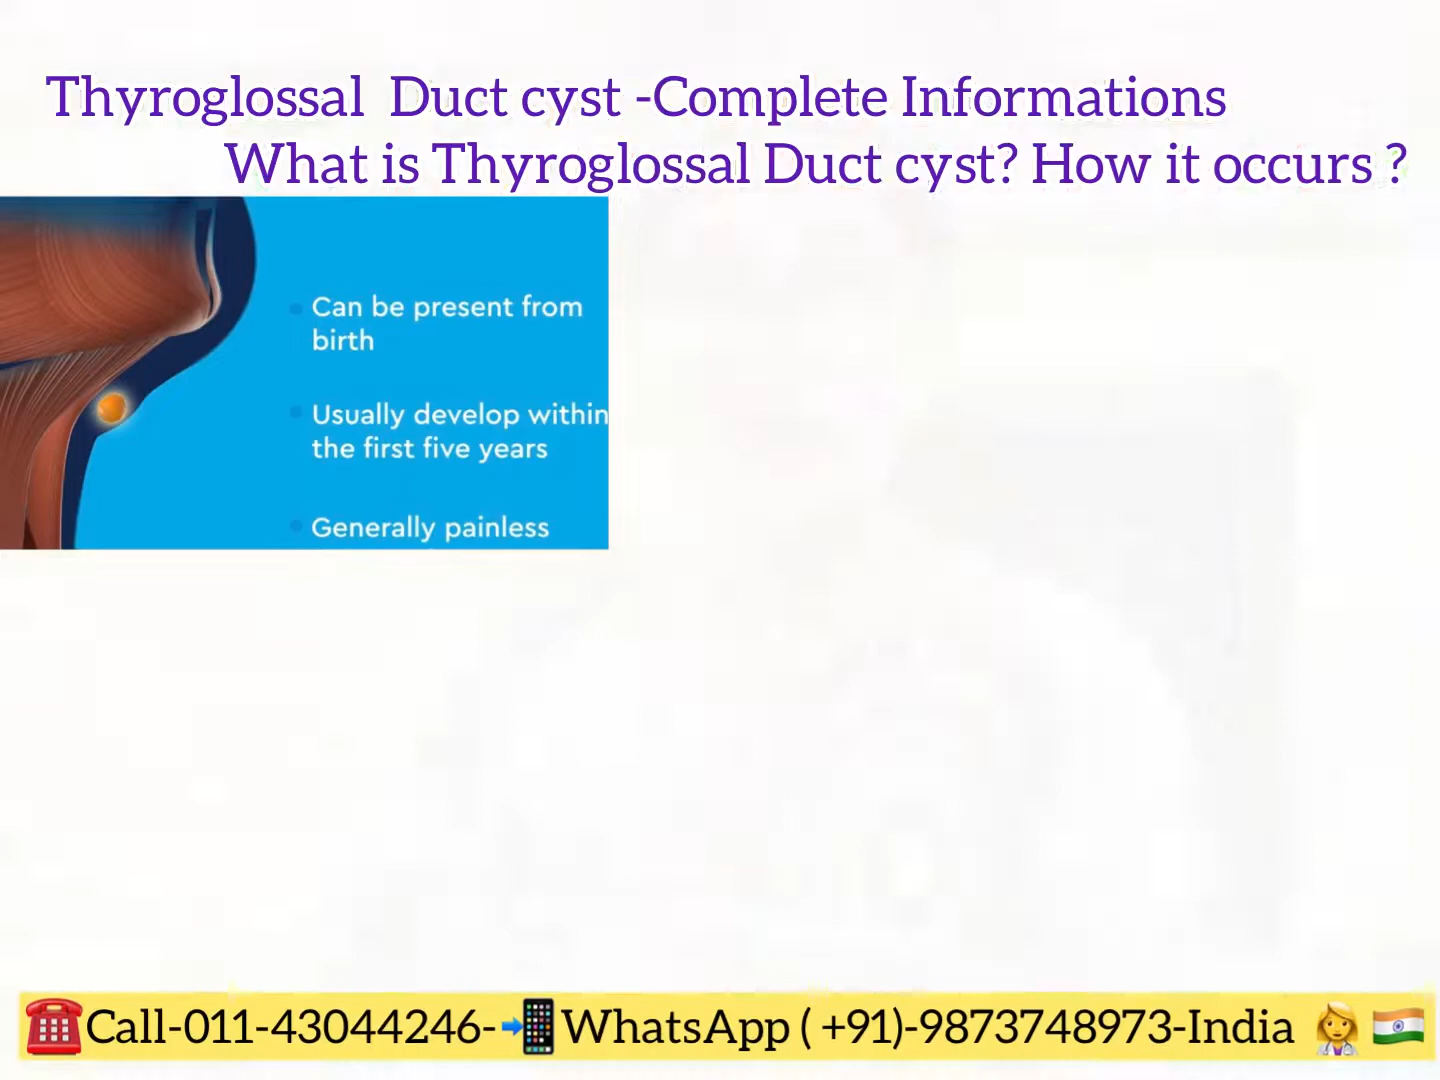 Thyroglossal Duct cyst -Complete Informations
What is Thyroglossal Duct cyst? How it occurs ?
Can be present from
birth
Usually develop within
the first five years
Generally painless
☎Call-011-43044246-📲WhatsApp ( +91)-9873748973-India 👩‍⚕️ 🇮🇳